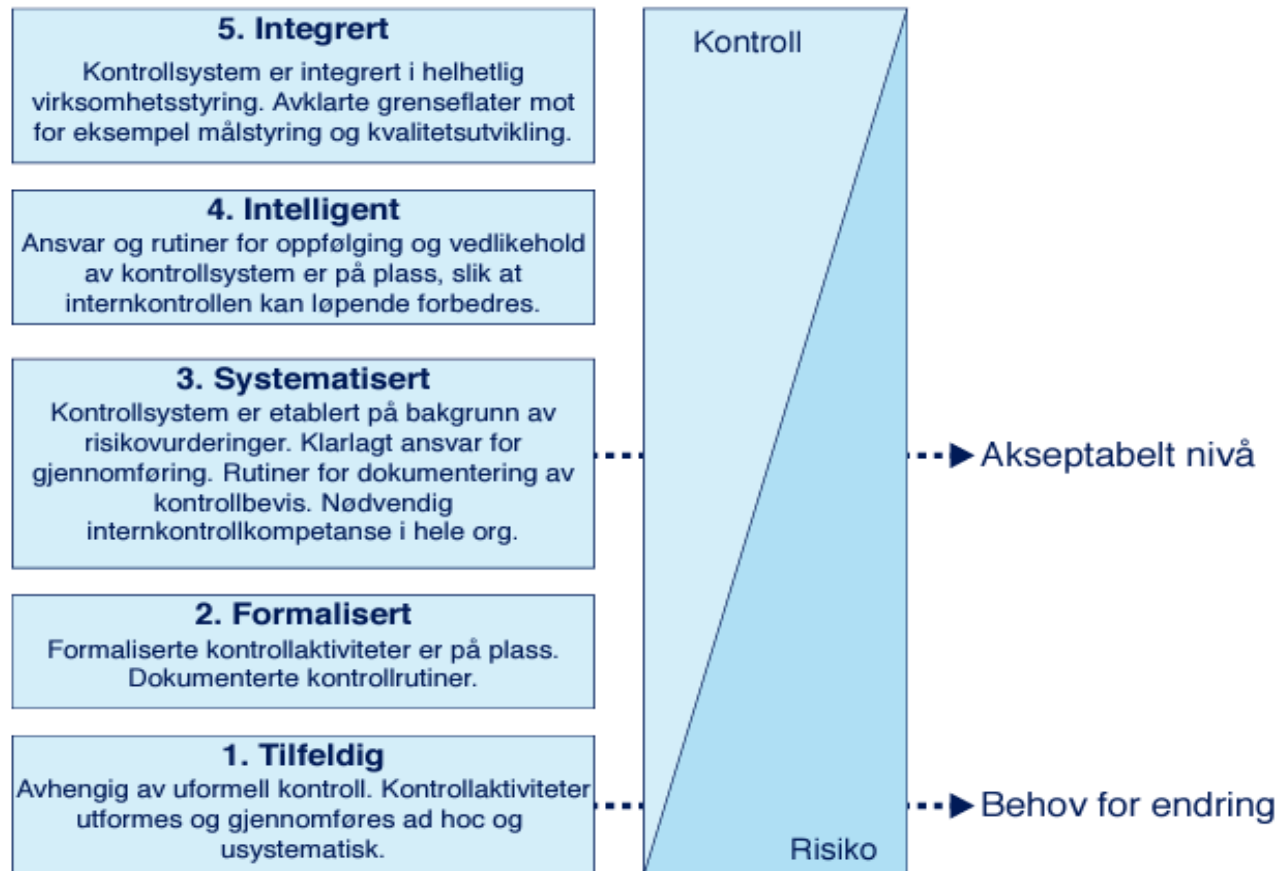 5. Integrert
Kontrollsystem er integrert i helhetlig
virksomhetsstyring. Avklarte grenseflater mot
for eksempel målstyring og kvalitetsutvikling.
4. Intelligent
Ansvar og rutiner for oppfølging og vedlikehold
av kontrollsystem er på plass, slik at
internkontrollen kan løpende forbedres.
3. Systematisert
Kontrollsystem er etablert på bakgrunn av
risikovurderinger. Klarlagt ansvar for
gjennomføring. Rutiner for dokumentering av
kontrollbevis. Nødvendig
internkontrollkompetanse i hele org.
2. Formalisert
Formaliserte kontrollaktiviteter er på plass.
Dokumenterte kontrollrutiner.
1. Tilfeldig
Avhengig av uformell kontroll. Kontrollaktiviteter
utformes og gjennomføres ad hoc og
usystematisk.
Kontroll
Risiko
Akseptabelt nivå
Behov for endring